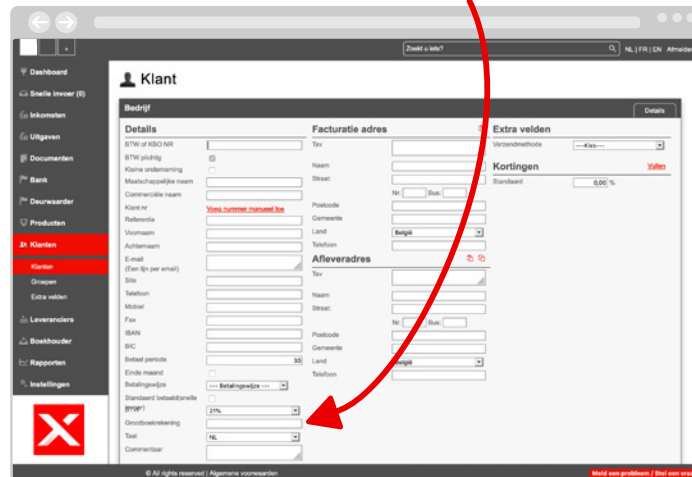 Zoekt u iets?
NL | FR | EN Afmelden
Dashboard
Snelle invoer (0)
Inkomsten
Uitgaven
Documenten
Bank
Deurwaarder
Producten
Klanten
Klanten
Groepen
Extra velden
Leveranciers
Boekhouder
Rapporten
Instellingen
Klant
Bedrijf
Details
Details
BTW of KBO NR
BTW plichtig
Kleine onderneming
Maatschappelijke naam
Commerciële naam
Klant nr
Voeg nummer manueel toe
Referentie
Voornaam
Achternaam
E-mail
(Een lijn per email)
Site
Telefoon
Mobiel
Fax
IBAN
BIC
Betaal periode
30
Einde maand
Betalingswijze
--- Betalingswijze ---
Standaard betaald(snelle
BTW
21%
Grootboekrekening
Taal
NL
Commentaar
Facturatie adres
Tav
Naam
Straat:
Nr: Bus:
Postcode
Gemeente
Land
België
Telefoon
Afleveradres
Tav
Naam
Straat:
Nr: Bus:
Postcode
Gemeente
Land
België
Telefoon
Extra velden
Verzendmethode
---Kies---
Kortingen
Vullen
Standaard
0,00 %
© All rights reserved | Algemene voorwaarden
Meld een probleem / Stel een vraag